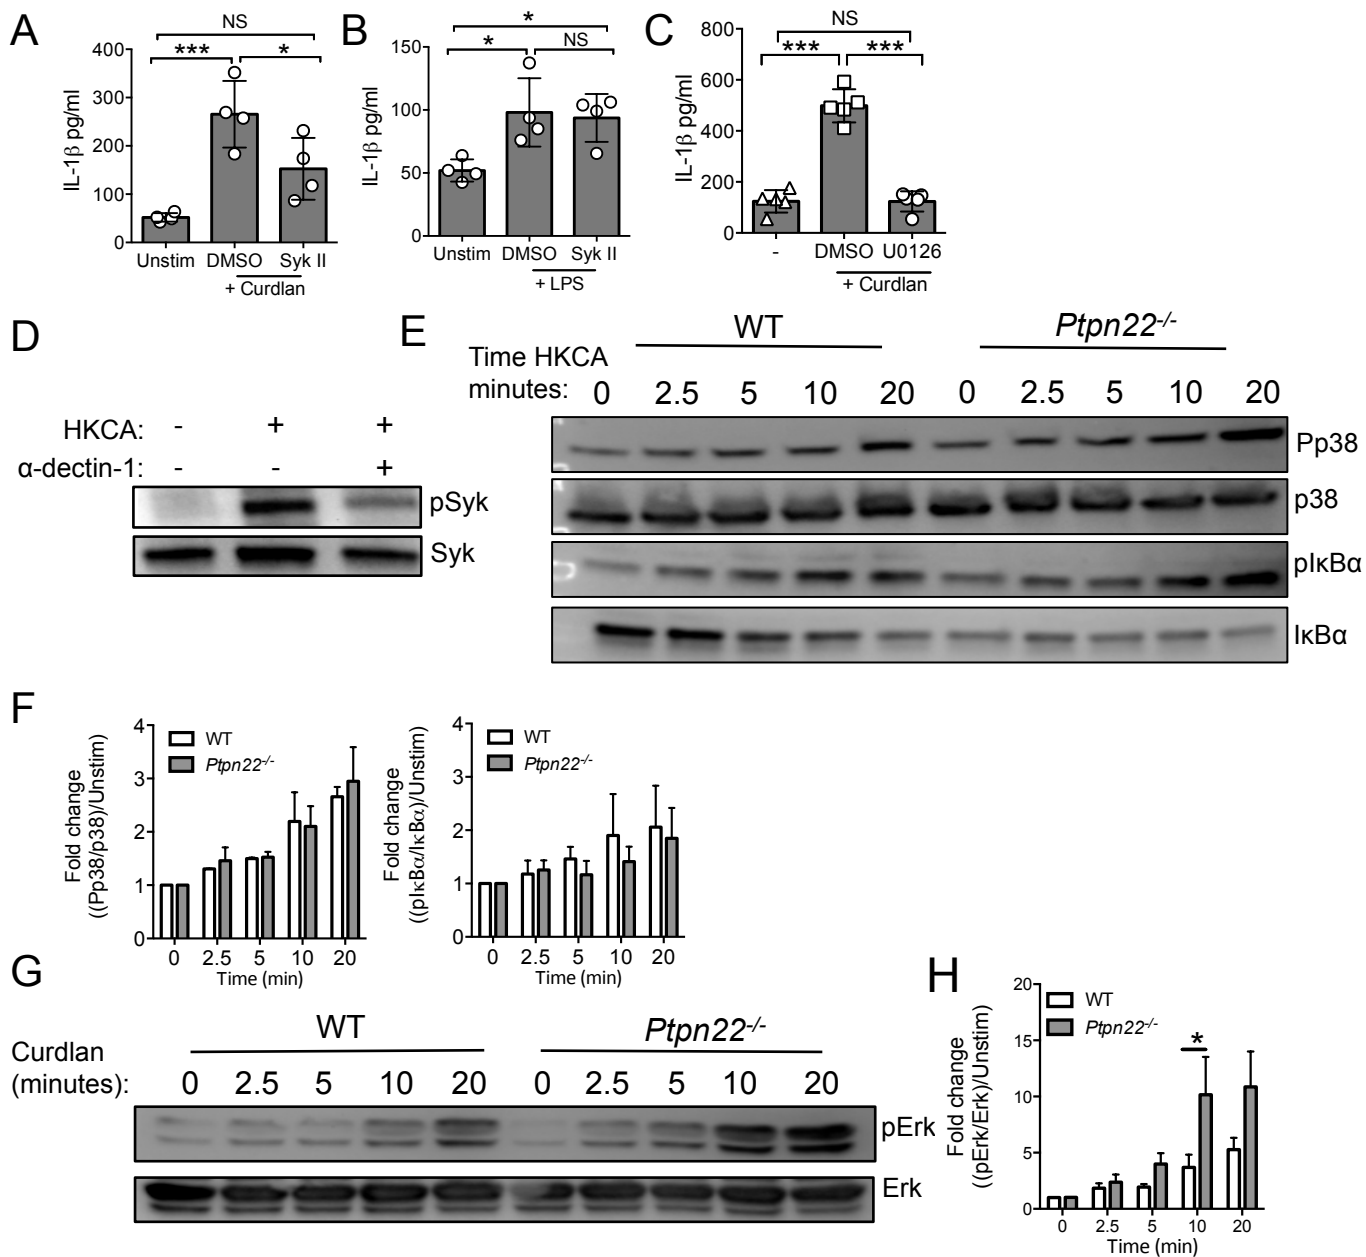 A
NS
***
*
400
300
200
100
0
IL-1β pg/ml
Unstim
DMSO
Syk II
+ Curdlan
B
*
*
NS
150
100
50
0
IL-1β pg/ml
Unstim
DMSO
Syk II
+ LPS
C
NS
***
***
800
600
400
200
0
IL-1β pg/ml
-
DMSO
U0126
+ Curdlan
D
HKCA: - + +
α-dectin-1: - - +
pSyk
Syk
E
WT
Ptpn22-/-
Time HKCA
minutes: 0 2.5 5 10 20 0 2.5 5 10 20
Pp38
p38
pIκBα
IκBα
F
4
3
2
1
0
Fold change
((Pp38/p38)/Unstim)
WT
Ptpn22-/-
0 2.5 5 10 20
Time (min)
4
3
2
1
0
Fold change
((pIκBα/IκBα)/Unstim)
WT
Ptpn22-/-
0 2.5 5 10 20
Time (min)
G
WT
Ptpn22-/-
Curdlan
(minutes): 0 2.5 5 10 20 0 2.5 5 10 20
pErk
Erk
H
20
15
10
5
0
Fold change
((pErk/Erk)/Unstim)
WT
Ptpn22-/-
*
0 2.5 5 10 20
Time (min)